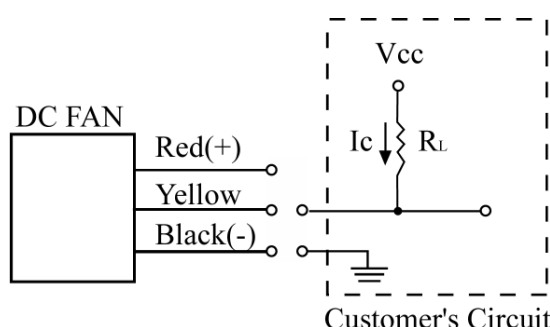 Vcc
DC FAN
Ic
RL
Red(+)
Yellow
Black(-)
Customer's Circuit